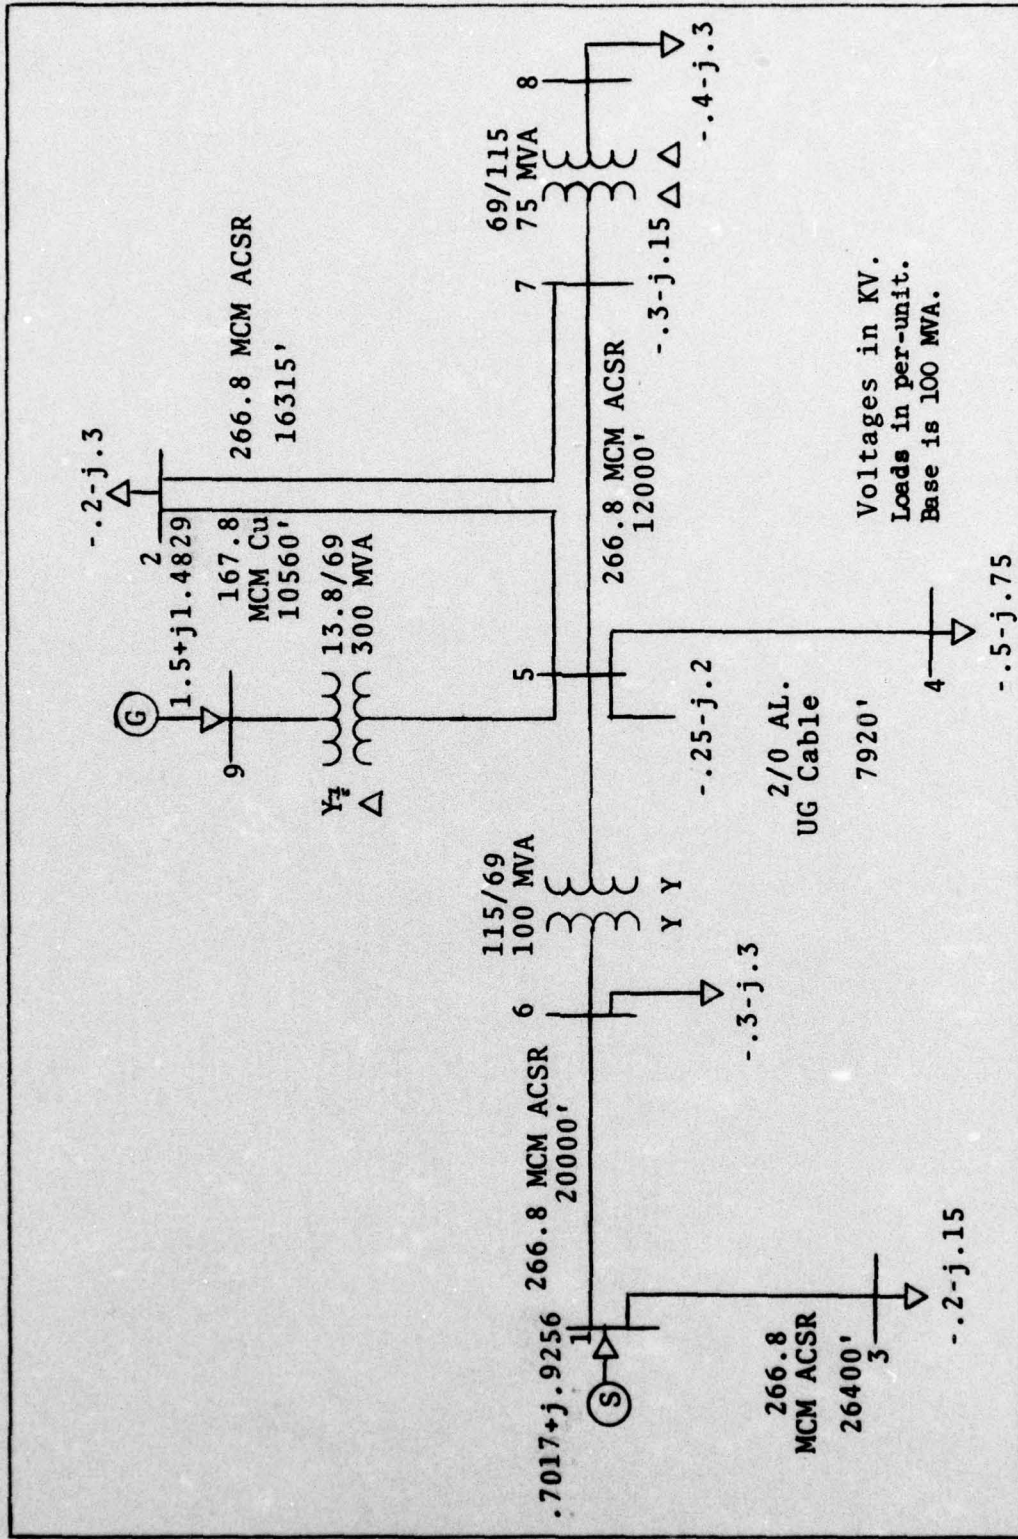 -.2-j.3
2
266.8 MCM ACSR
16315'
G
1.5+j1.4829
167.8
MCM Cu
10560'
9
13.8/69
300 MVA
Y
△
69/115
75 MVA
7
8
△ △
-.3-j.15
-.4-j.3
266.8 MCM ACSR
12000'
5
-.25-j.2
2/0 AL.
UG Cable
7920'
4
-.5-j.75
115/69
100 MVA
Y Y
6
-.3-j.3
266.8 MCM ACSR
20000'
.7017+j.9256
1
S
266.8
MCM ACSR
26400'
3
-.2-j.15
Voltages in KV.
Loads in per-unit.
Base is 100 MVA.